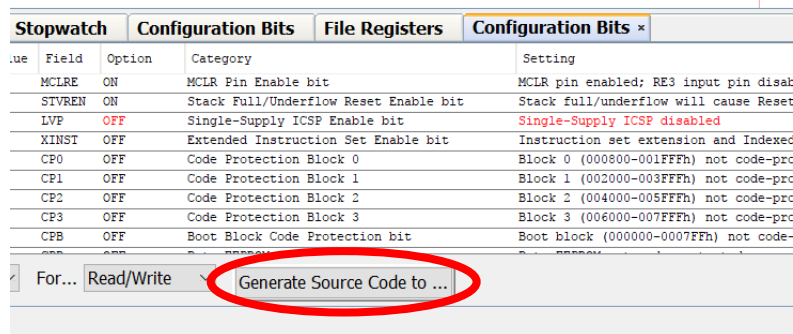 Stopwatch Configuration Bits File Registers Configuration Bits ×
Field Option Category Setting
MCLRE ON MCLR Pin Enable bit MCLR pin enabled; RE3 input pin disab
STVREN ON Stack Full/Underflow Reset Enable bit Stack full/underflow will cause Reset
LVP OFF Single-Supply ICSP Enable bit Single-Supply ICSP disabled
XINST OFF Extended Instruction Set Enable bit Instruction set extension and Indexed
CP0 OFF Code Protection Block 0 Block 0 (000800-001FFFh) not code-pro
CP1 OFF Code Protection Block 1 Block 1 (002000-003FFFh) not code-pro
CP2 OFF Code Protection Block 2 Block 2 (004000-005FFFh) not code-pro
CP3 OFF Code Protection Block 3 Block 3 (006000-007FFFh) not code-pro
CPB OFF Boot Block Code Protection bit Boot block (000000-0007FFh) not code-
For... Read/Write Generate Source Code to ...